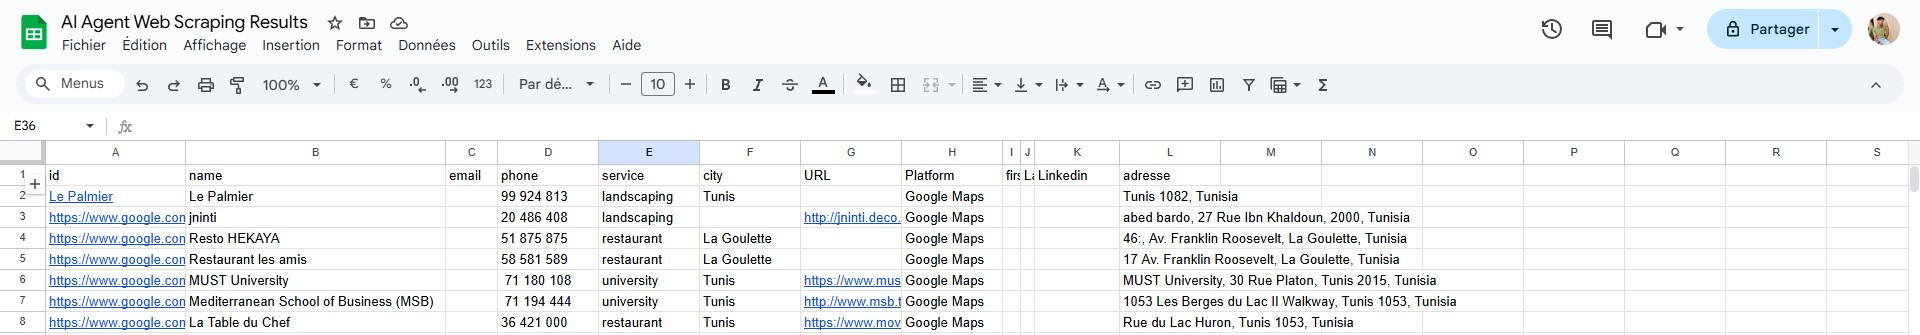 AI Agent Web Scraping Results
Fichier Édition Affichage Insertion Format Données Outils Extensions Aide
Partager
Menus 100% € % .0 .00 123 Par dé... 10 B I A Σ
E36 fx
A B C D E F G H I J K L M N O P Q R S
1 id name email phone service city URL Platform firs La Linkedin adresse
2 Le Palmier Le Palmier 99 924 813 landscaping Tunis Google Maps Tunis 1082, Tunisia
3 https://www.google.con jninti 20 486 408 landscaping http://jninti.deco. Google Maps abed bardo, 27 Rue Ibn Khaldoun, 2000, Tunisia
4 https://www.google.con Resto HEKAYA 51 875 875 restaurant La Goulette Google Maps 46:, Av. Franklin Roosevelt, La Goulette, Tunisia
5 https://www.google.con Restaurant les amis 58 581 589 restaurant La Goulette Google Maps 17 Av. Franklin Roosevelt, La Goulette, Tunisia
6 https://www.google.con MUST University 71 180 108 university Tunis https://www.mus Google Maps MUST University, 30 Rue Platon, Tunis 2015, Tunisia
7 https://www.google.con Mediterranean School of Business (MSB) 71 194 444 university Tunis http://www.msb.t Google Maps 1053 Les Berges du Lac II Walkway, Tunis 1053, Tunisia
8 https://www.google.con La Table du Chef 36 421 000 restaurant Tunis https://www.mov Google Maps Rue du Lac Huron, Tunis 1053, Tunisia